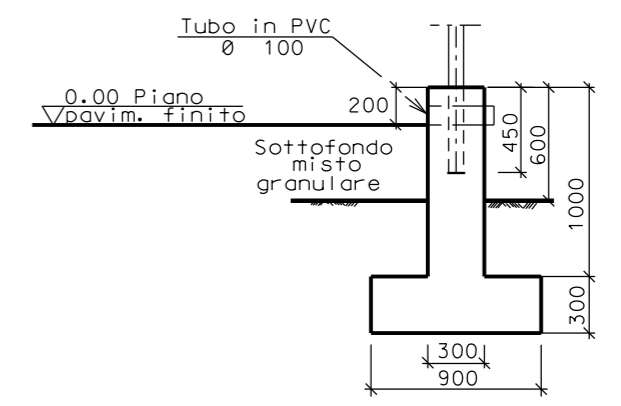 Tubo in PVC
Ø 100
0.00 Piano
pavim. finito
200
Sottofondo
misto
granulare
450
600
1000
300
300
900